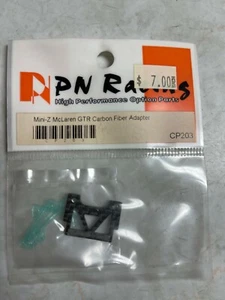 PN Racing
$ 7.00
High Performance Option Parts
Mini-Z McLaren GTR Carbon Fiber Adapter
CP203